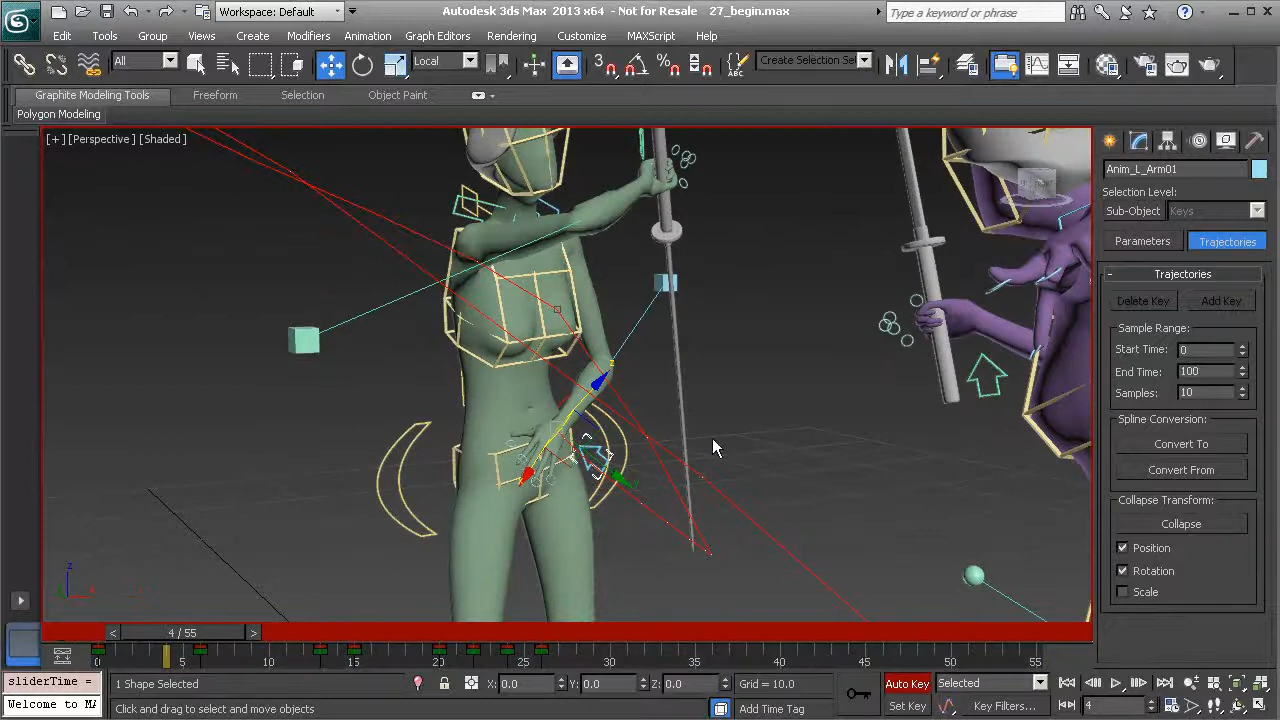 Workspace: Default
Autodesk 3ds Max 2013 x64 - Not for Resale 27_begin.max
Type a keyword or phrase
Edit Tools Group Views Create Modifiers Animation Graph Editors Rendering Customize MAXScript Help
All
Local
3
Create Selection Se
Graphite Modeling Tools Freeform Selection Object Paint
Polygon Modeling
[+] [Perspective] [Shaded]
Anim_L_Arm01
Selection Level:
Sub-Object Keys
Parameters Trajectories
- Trajectories
Delete Key Add Key
Sample Range:
Start Time: 0
End Time: 100
Samples: 10
Spline Conversion:
Convert To
Convert From
Collapse Transform:
Collapse
Position
Rotation
Scale
z
x
z
< 4 / 55 >
0 5 10 15 20 25 30 35 40 45 50 55
sliderTime =
Welcome to MA
1 Shape Selected
X: 0.0 Y: 0.0 Z: 0.0 Grid = 10.0
Auto Key Selected
Click and drag to select and move objects
Add Time Tag
Set Key Key Filters...
4